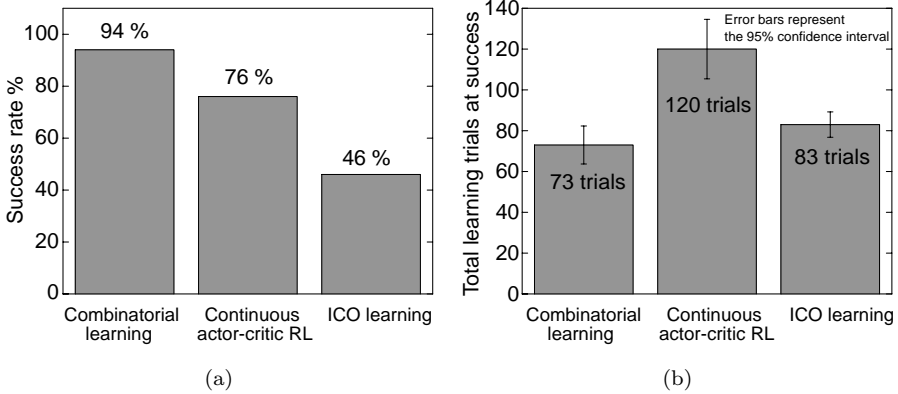 94 %
76 %
46 %
100
80
60
40
20
0
Success rate %
Combinatorial
learning
Continuous
actor-critic RL
ICO learning
(a)
Error bars represent
the 95% confidence interval
140
120
100
80
60
40
20
0
Total learning trials at success
73 trials
120 trials
83 trials
Combinatorial
learning
Continuous
actor-critic RL
ICO learning
(b)